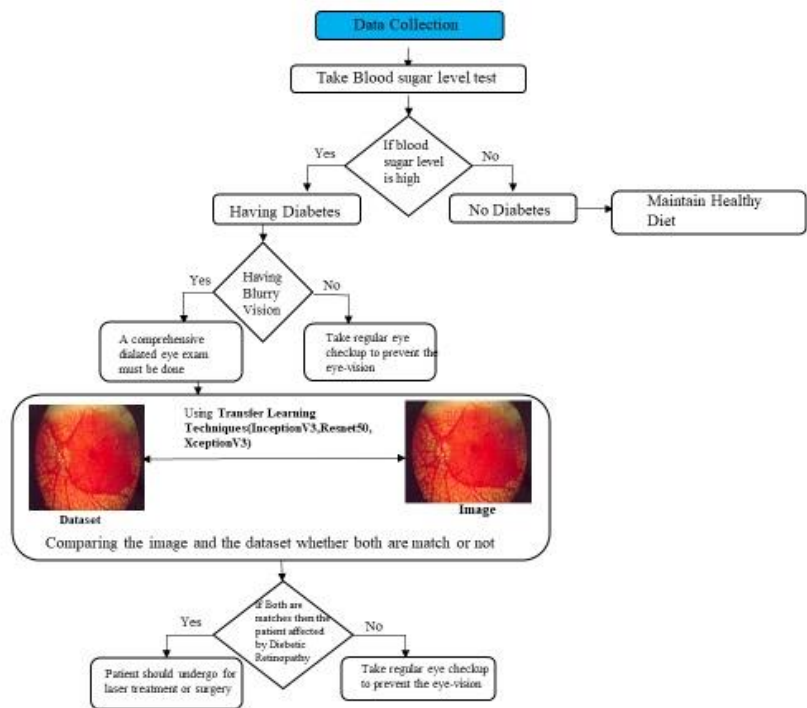 Data Collection
Take Blood sugar level test
If blood
sugar level
is high
Yes
No
Having Diabetes
No Diabetes
Maintain Healthy
Diet
Having
Blurry
Vision
Yes
No
A comprehensive
dialated eye exam
must be done
Take regular eye
checkup to prevent the
eye-vision
Using Transfer Learning
Techniques(InceptionV3,Resnet50,
XceptionV3)
Dataset
Image
Comparing the image and the dataset whether both are match or not
If Both are
matches then the
patient affected
by Diebetic
Retinopathy
Yes
No
Patient should undergo for
laser treatment or surgery
Take regular eye checkup
to prevent the eye-vision